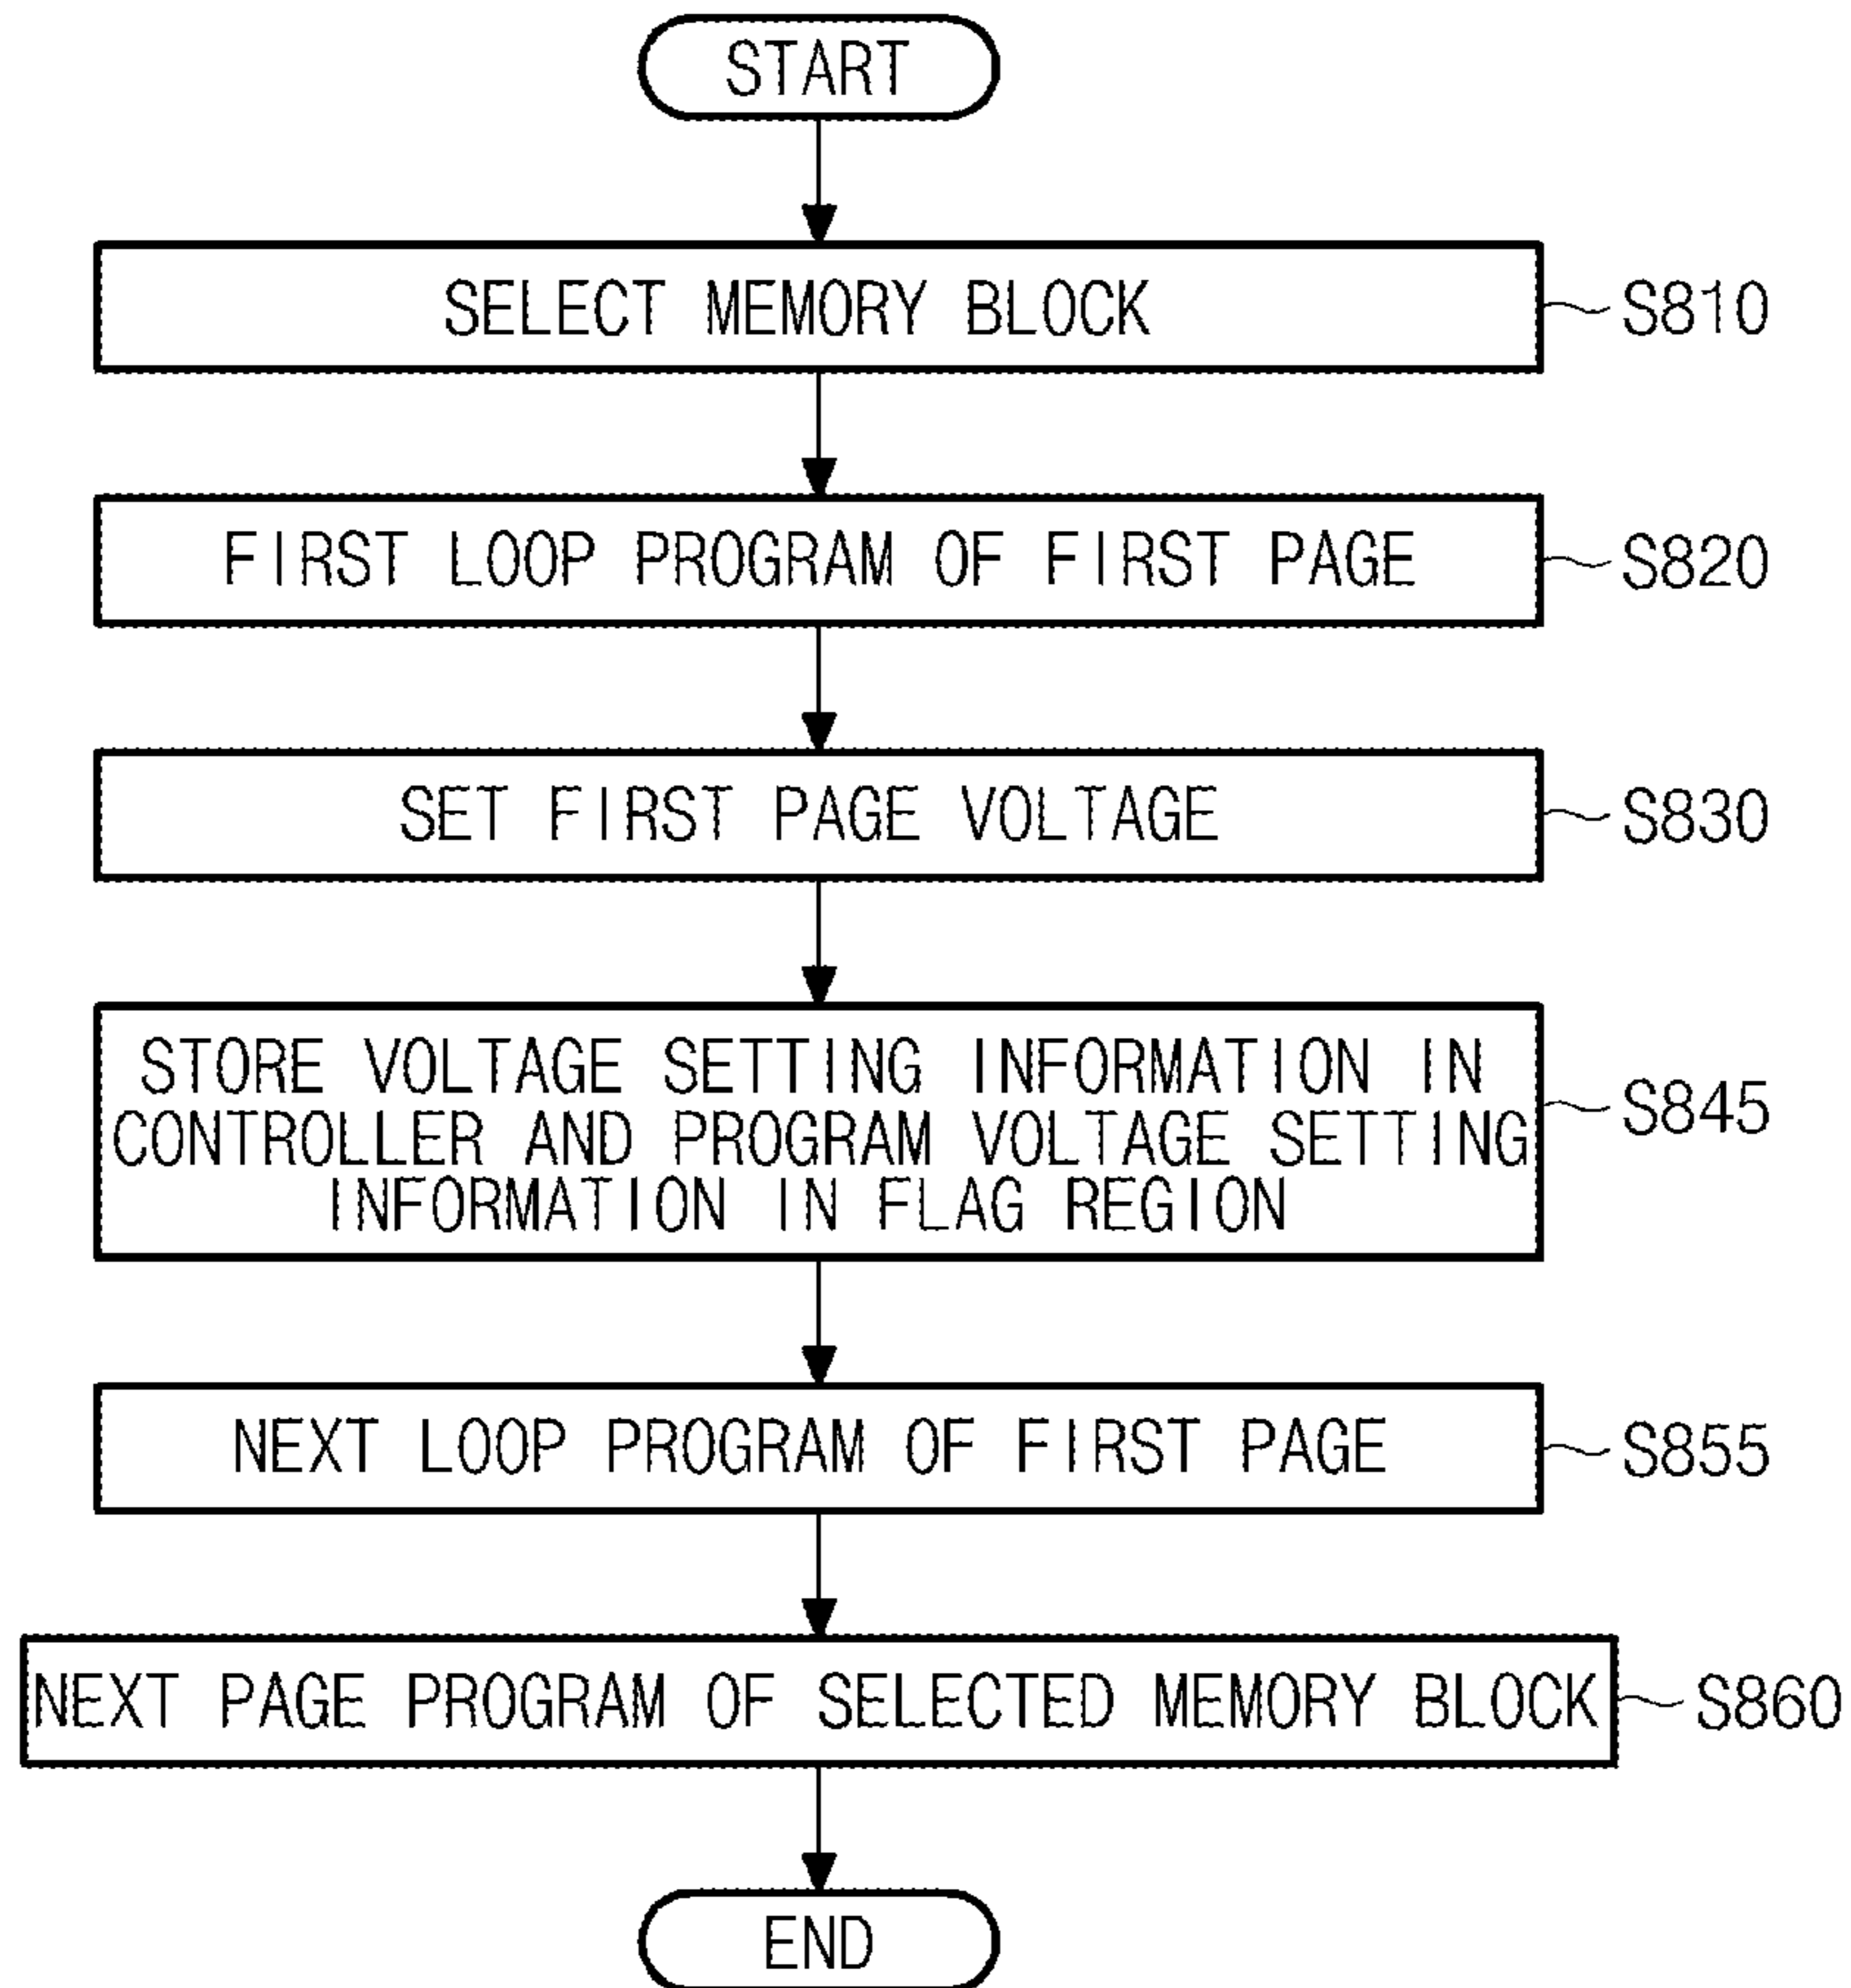 START
SELECT MEMORY BLOCK
S810
FIRST LOOP PROGRAM OF FIRST PAGE
S820
SET FIRST PAGE VOLTAGE
S830
STORE VOLTAGE SETTING INFORMATION IN
CONTROLLER AND PROGRAM VOLTAGE SETTING
INFORMATION IN FLAG REGION
S845
NEXT LOOP PROGRAM OF FIRST PAGE
S855
NEXT PAGE PROGRAM OF SELECTED MEMORY BLOCK
S860
END